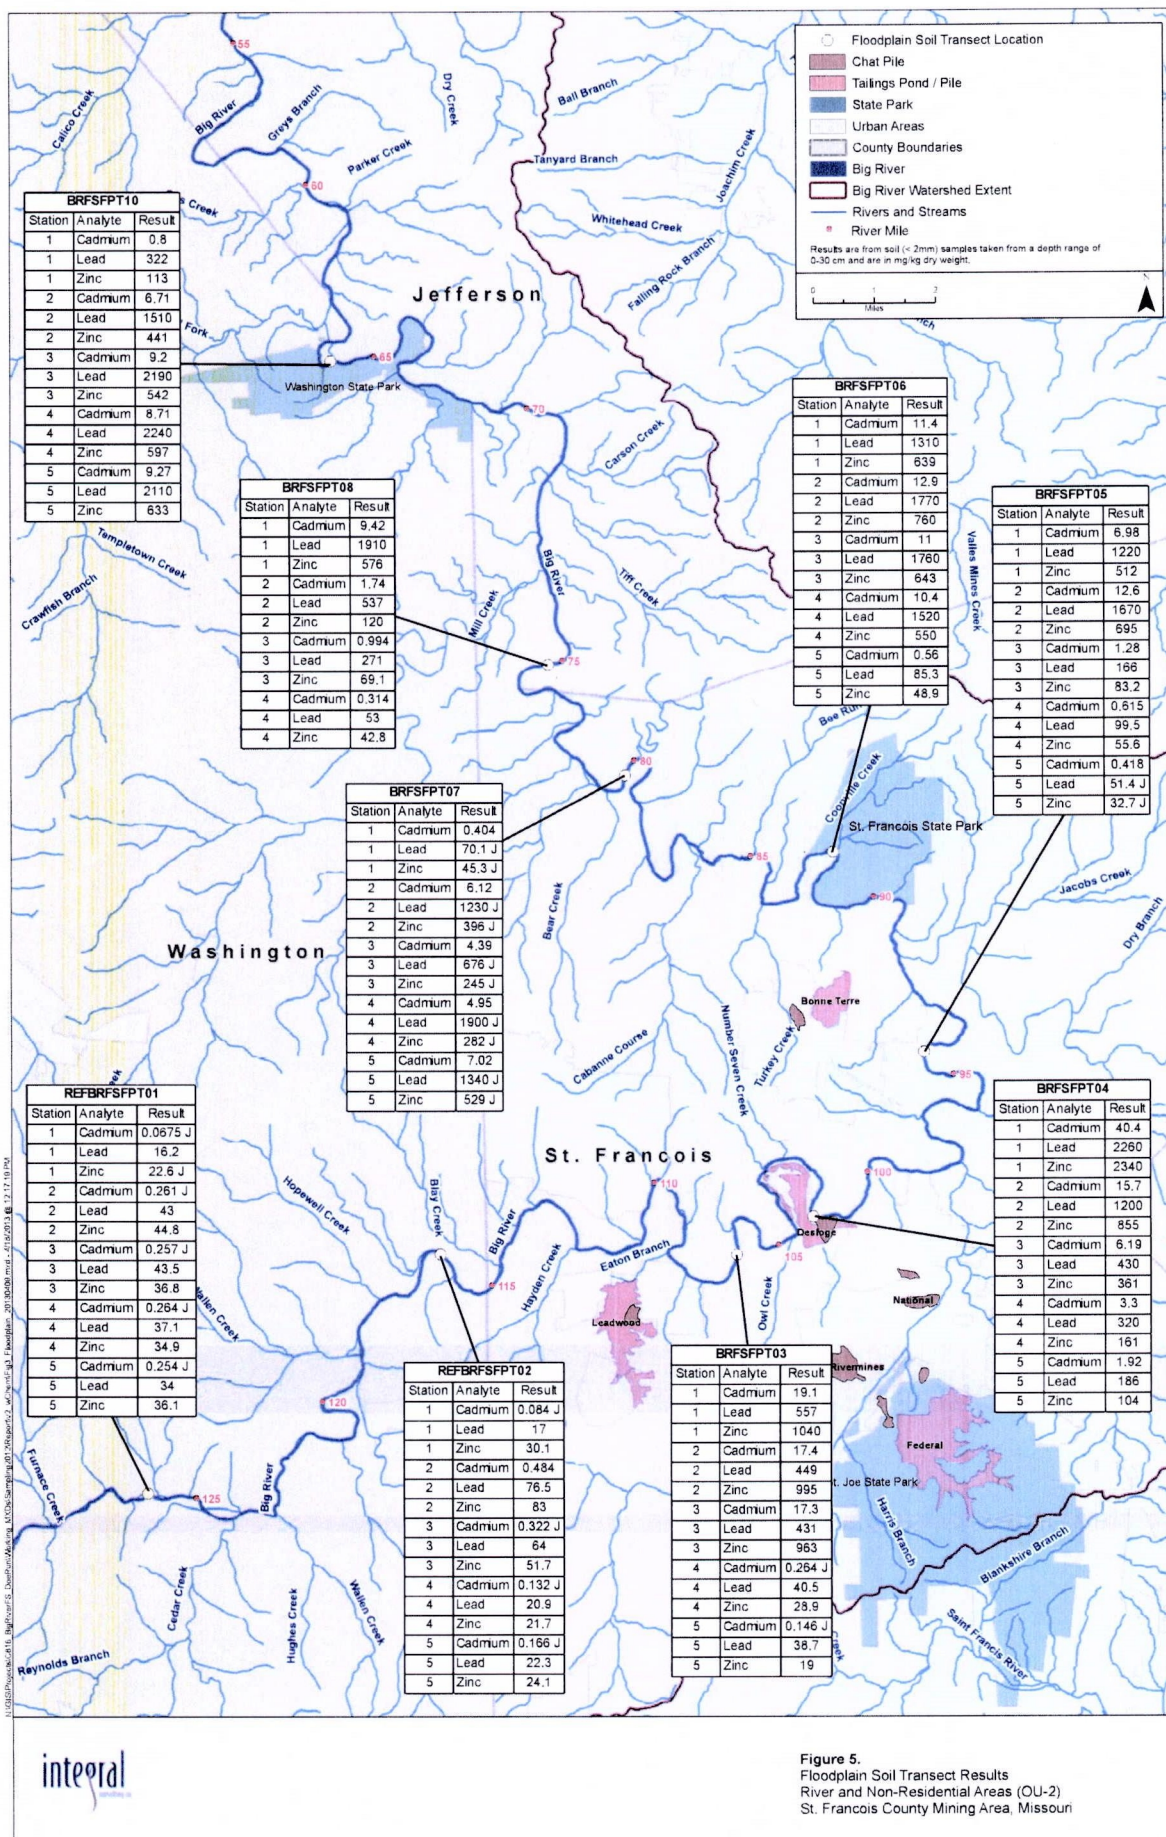 Floodplain Soil Transect Location
Chat Pile
Tailings Pond / Pile
State Park
Urban Areas
County Boundaries
Big River
Big River Watershed Extent
Rivers and Streams
River Mile
Results are from soil (< 2mm) samples taken from a depth range of
0-30 cm and are in mg/kg dry weight.
0 1 2
Miles
N
55
Calico Creek
Big River
Greys Branch
Dry Creek
Ball Branch
Parker Creek
Tanyard Branch
Joachim Creek
60
Whitehead Creek
Falling Rock Branch
s Creek
Jefferson
Fork
65
Washington State Park
70
Carson Creek
BRFSFPT10
Station Analyte Result
1 Cadmium 0.8
1 Lead 322
1 Zinc 113
2 Cadmium 6.71
2 Lead 1510
2 Zinc 441
3 Cadmium 9.2
3 Lead 2190
3 Zinc 542
4 Cadmium 8.71
4 Lead 2240
4 Zinc 597
5 Cadmium 9.27
5 Lead 2110
5 Zinc 633
BRFSFPT06
Station Analyte Result
1 Cadmium 11.4
1 Lead 1310
1 Zinc 639
2 Cadmium 12.9
2 Lead 1770
2 Zinc 760
3 Cadmium 11
3 Lead 1760
3 Zinc 643
4 Cadmium 10.4
4 Lead 1520
4 Zinc 550
5 Cadmium 0.56
5 Lead 85.3
5 Zinc 48.9
BRFSFPT08
Station Analyte Result
1 Cadmium 9.42
1 Lead 1910
1 Zinc 576
2 Cadmium 1.74
2 Lead 537
2 Zinc 120
3 Cadmium 0.994
3 Lead 271
3 Zinc 69.1
4 Cadmium 0.314
4 Lead 53
4 Zinc 42.8
BRFSFPT05
Station Analyte Result
1 Cadmium 6.98
1 Lead 1220
1 Zinc 512
2 Cadmium 12.6
2 Lead 1670
2 Zinc 695
3 Cadmium 1.28
3 Lead 166
3 Zinc 83.2
4 Cadmium 0.615
4 Lead 99.5
4 Zinc 55.6
5 Cadmium 0.418
5 Lead 51.4 J
5 Zinc 32.7 J
Templetown Creek
Crawfish Branch
Big River
Tiff Creek
Mill Creek
Valles Mines Creek
75
80
Bee Run
Coonville Creek
St. Francois State Park
85
90
Jacobs Creek
Dry Branch
BRFSFPT07
Station Analyte Result
1 Cadmium 0.404
1 Lead 70.1 J
1 Zinc 45.3 J
2 Cadmium 6.12
2 Lead 1230 J
2 Zinc 396 J
3 Cadmium 4.39
3 Lead 676 J
3 Zinc 245 J
4 Cadmium 4.95
4 Lead 1900 J
4 Zinc 282 J
5 Cadmium 7.02
5 Lead 1340 J
5 Zinc 529 J
Bear Creek
Washington
Bonne Terre
Number Seven Creek
Turkey Creek
Cabanne Course
95
REFBRFSFPT01
Station Analyte Result
1 Cadmium 0.0675 J
1 Lead 16.2
1 Zinc 22.6 J
2 Cadmium 0.261 J
2 Lead 43
2 Zinc 44.8
3 Cadmium 0.257 J
3 Lead 43.5
3 Zinc 36.8
4 Cadmium 0.264 J
4 Lead 37.1
4 Zinc 34.9
5 Cadmium 0.254 J
5 Lead 34
5 Zinc 36.1
BRFSFPT04
Station Analyte Result
1 Cadmium 40.4
1 Lead 2260
1 Zinc 2340
2 Cadmium 15.7
2 Lead 1200
2 Zinc 855
3 Cadmium 6.19
3 Lead 430
3 Zinc 361
4 Cadmium 3.3
4 Lead 320
4 Zinc 161
5 Cadmium 1.92
5 Lead 186
5 Zinc 104
St. Francois
Hopewell Creek
Blay Creek
Big River
110
100
Desloge
Eaton Branch
105
115
Hayden Creek
Owl Creek
National
Leadwood
Rivermines
120
Federal
St. Joe State Park
Harris Branch
Blankshire Branch
Saint Francis River
REFBRFSFPT02
Station Analyte Result
1 Cadmium 0.084 J
1 Lead 17
1 Zinc 30.1
2 Cadmium 0.484
2 Lead 76.5
2 Zinc 83
3 Cadmium 0.322 J
3 Lead 64
3 Zinc 51.7
4 Cadmium 0.132 J
4 Lead 20.9
4 Zinc 21.7
5 Cadmium 0.166 J
5 Lead 22.3
5 Zinc 24.1
BRFSFPT03
Station Analyte Result
1 Cadmium 19.1
1 Lead 557
1 Zinc 1040
2 Cadmium 17.4
2 Lead 449
2 Zinc 995
3 Cadmium 17.3
3 Lead 431
3 Zinc 963
4 Cadmium 0.264 J
4 Lead 40.5
4 Zinc 28.9
5 Cadmium 0.146 J
5 Lead 38.7
5 Zinc 19
Furnace Creek
125
Big River
Cedar Creek
Hughes Creek
Wallen Creek
Reynolds Branch
integral
Figure 5.
Floodplain Soil Transect Results
River and Non-Residential Areas (OU-2)
St. Francois County Mining Area, Missouri